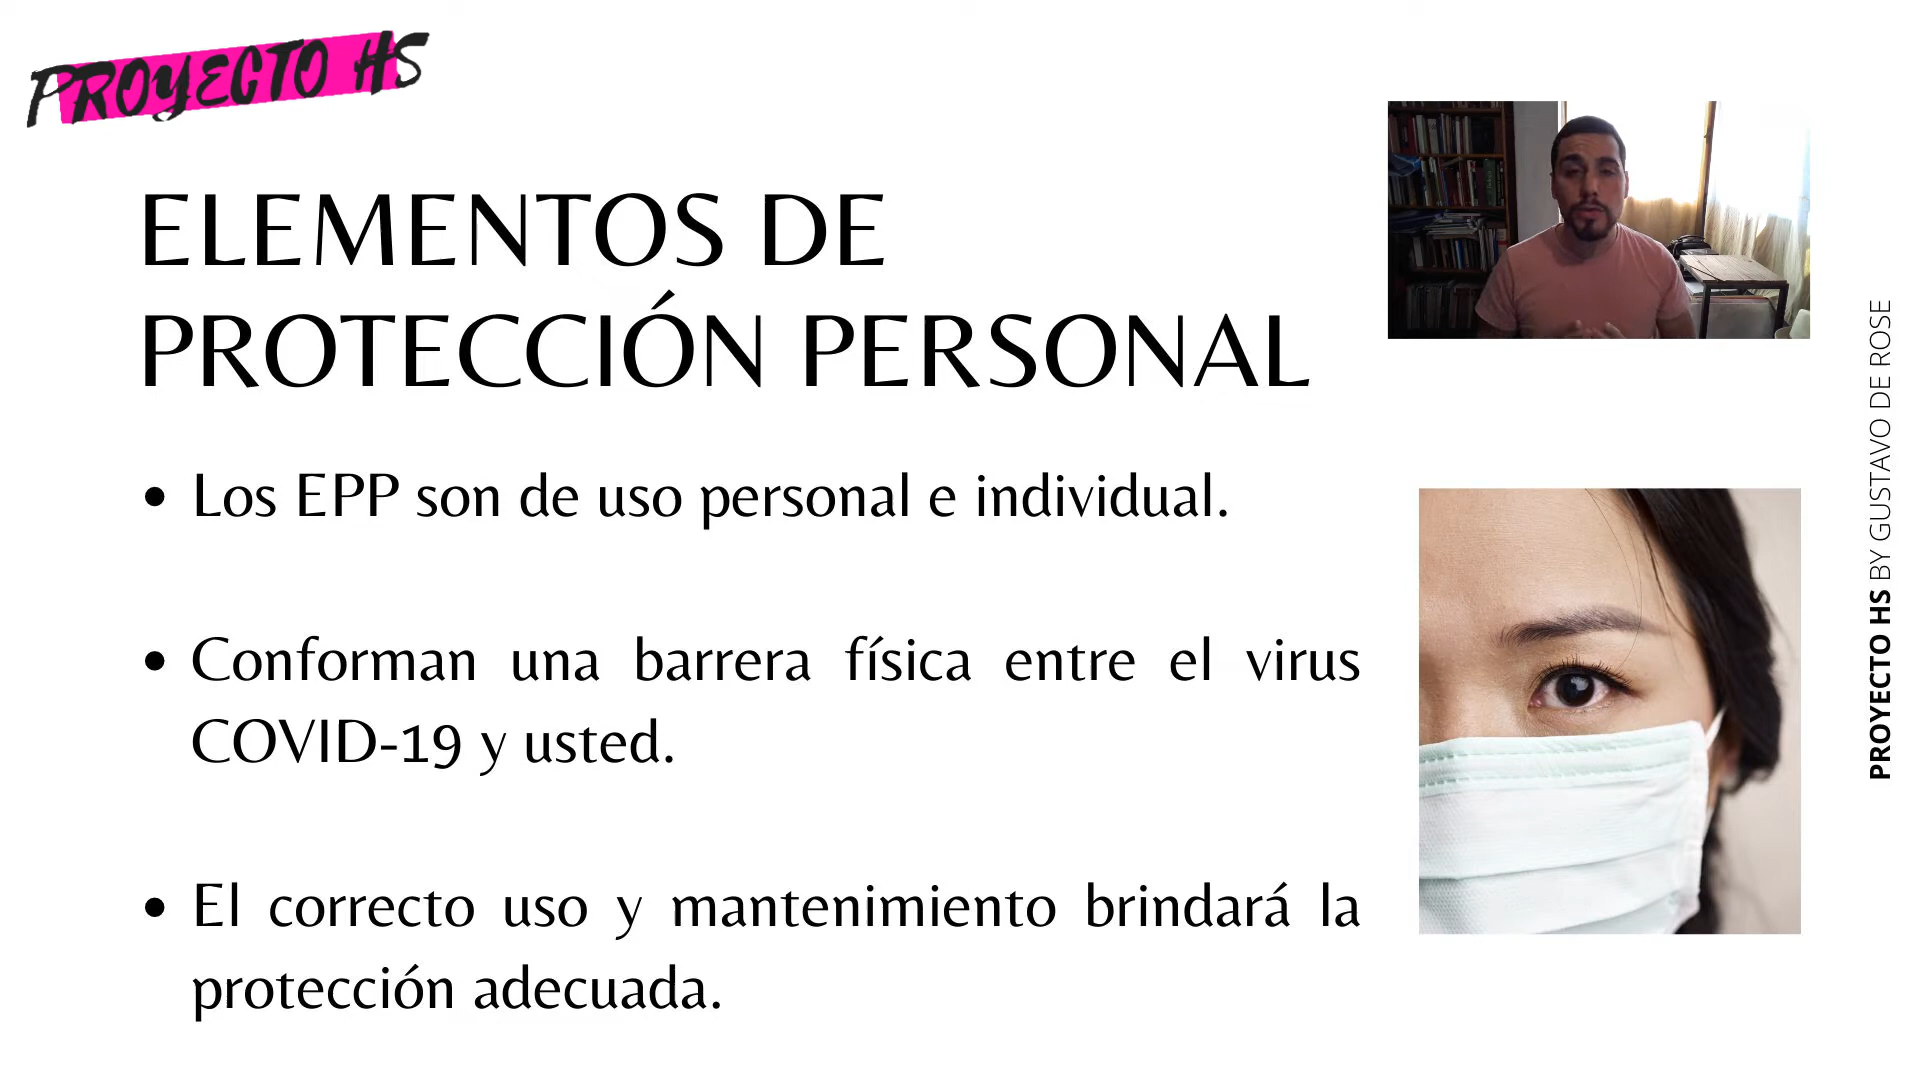 PROYECTO HS
ELEMENTOS DE
PROTECCIÓN PERSONAL
• Los EPP son de uso personal e individual.
• Conforman una barrera física entre el virus
COVID-19 y usted.
• El correcto uso y mantenimiento brindará la
protección adecuada.
PROYECTO HS BY GUSTAVO DE ROSE